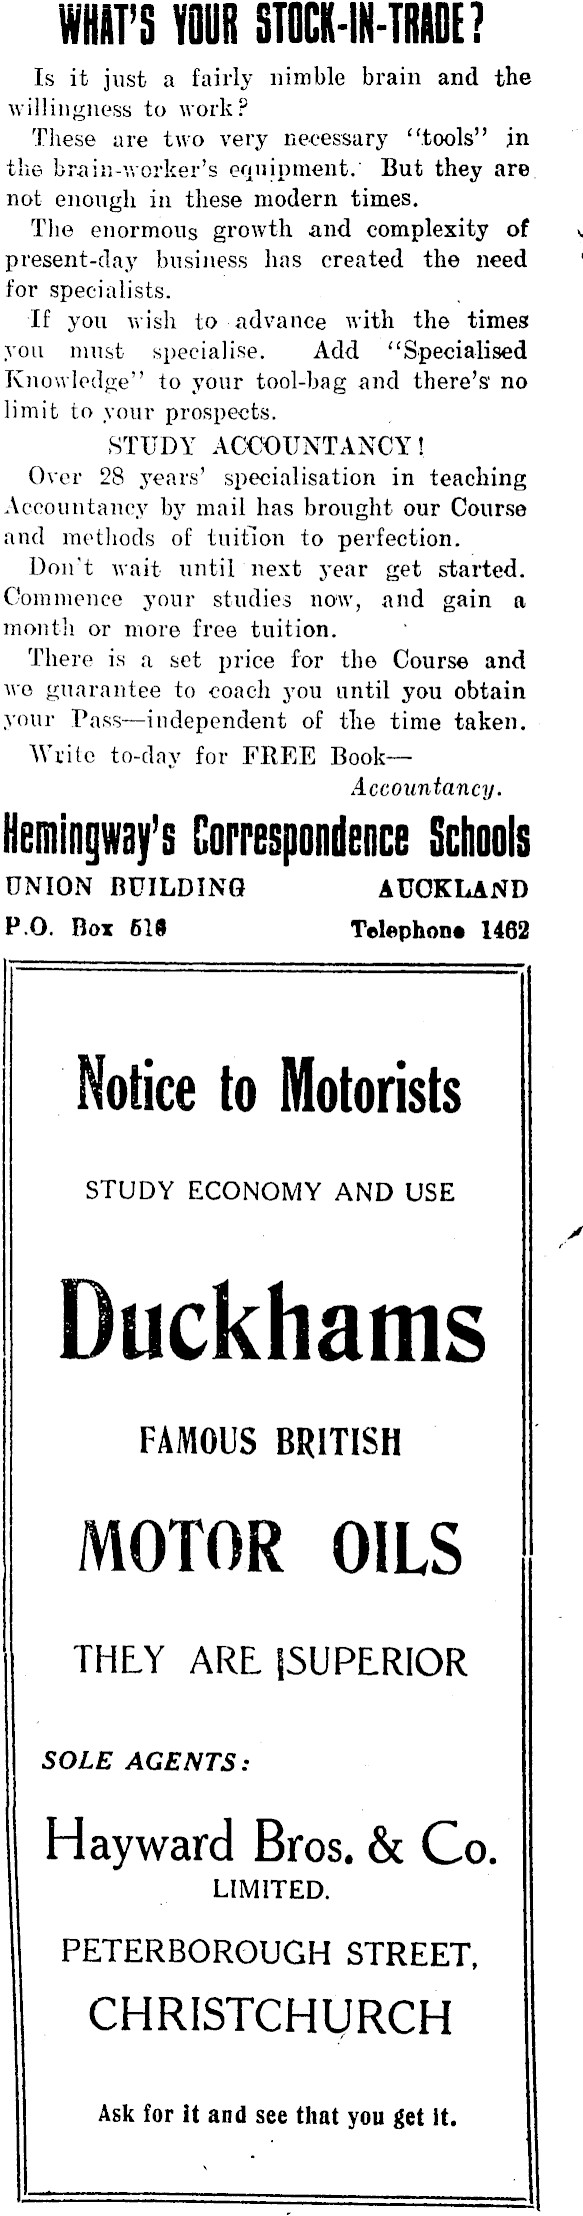 WHAT'S YOUR STOCK-IN-TRADE?
Is it just a fairly nimble brain and the
willingness to work?
These are two very necessary "tools" in
the brain-worker's equipment. But they are
not enough in these modern times.
The enormous growth and complexity of
present-day business has created the need
for specialists.
If you wish to advance with the times
you must specialise. Add "Specialised
Knowledge" to your tool-bag and there's no
limit to your prospects.
STUDY ACCOUNTANCY!
Over 28 years' specialisation in teaching
Accountancy by mail has brought our Course
and methods of tuition to perfection.
Don't wait until next year get started.
Commence your studies now, and gain a
month or more free tuition.
There is a set price for the Course and
we guarantee to coach you until you obtain
your Pass—independent of the time taken.
Write to-day for FREE Book—
Accountancy.
Hemingway's Correspondence Schools
UNION BUILDING AUCKLAND
P.O. Box 516 Telephone 1462
Notice to Motorists
STUDY ECONOMY AND USE
Duckhams
FAMOUS BRITISH
MOTOR OILS
THEY ARE SUPERIOR
SOLE AGENTS:
Hayward Bros. & Co.
LIMITED.
PETERBOROUGH STREET,
CHRISTCHURCH
Ask for it and see that you get it.